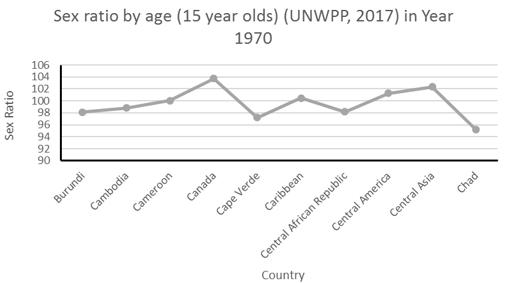 Sex ratio by age (15 year olds) (UNWPP, 2017) in Year
1970
Sex Ratio
106
104
102
100
98
96
94
92
90
Burundi
Cambodia
Cameroon
Canada
Cape Verde
Caribbean
Central African Republic
Central America
Central Asia
Chad
Country